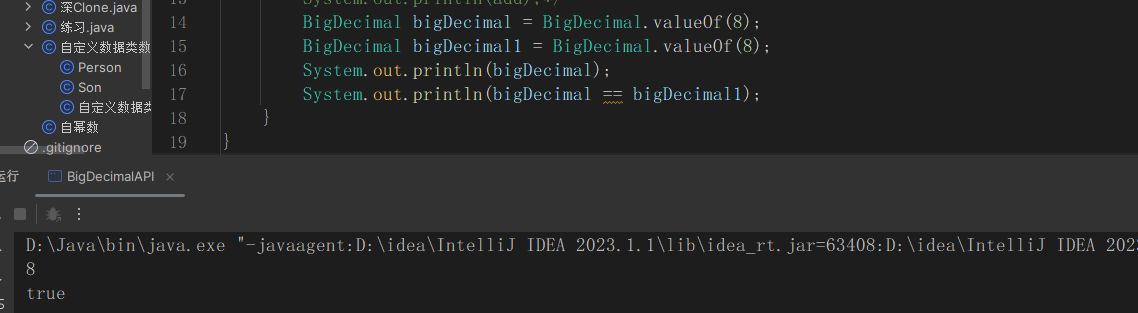 深Clone.java
练习.java
自定义数据类数
Person
Son
自定义数据类
自幂数
.gitignore
System.out.println(add);*/
14 BigDecimal bigDecimal = BigDecimal.valueOf(8);
15 BigDecimal bigDecimal1 = BigDecimal.valueOf(8);
16 System.out.println(bigDecimal);
17 System.out.println(bigDecimal == bigDecimal1);
18 }
19 }
运行 BigDecimalAPI ×
D:\Java\bin\java.exe "-javaagent:D:\idea\IntelliJ IDEA 2023.1.1\lib\idea_rt.jar=63408:D:\idea\IntelliJ IDEA 202
8
true